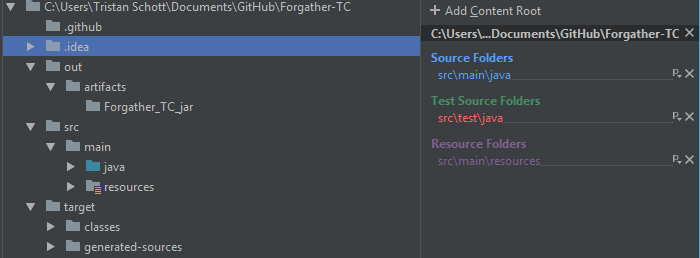 C:\Users\Tristan Schott\Documents\GitHub\Forgather-TC
.github
.idea
out
artifacts
Forgather_TC_jar
src
main
java
resources
target
classes
generated-sources
+ Add Content Root
C:\Users\...Documents\GitHub\Forgather-TC
Source Folders
src\main\java
Test Source Folders
src\test\java
Resource Folders
src\main\resources